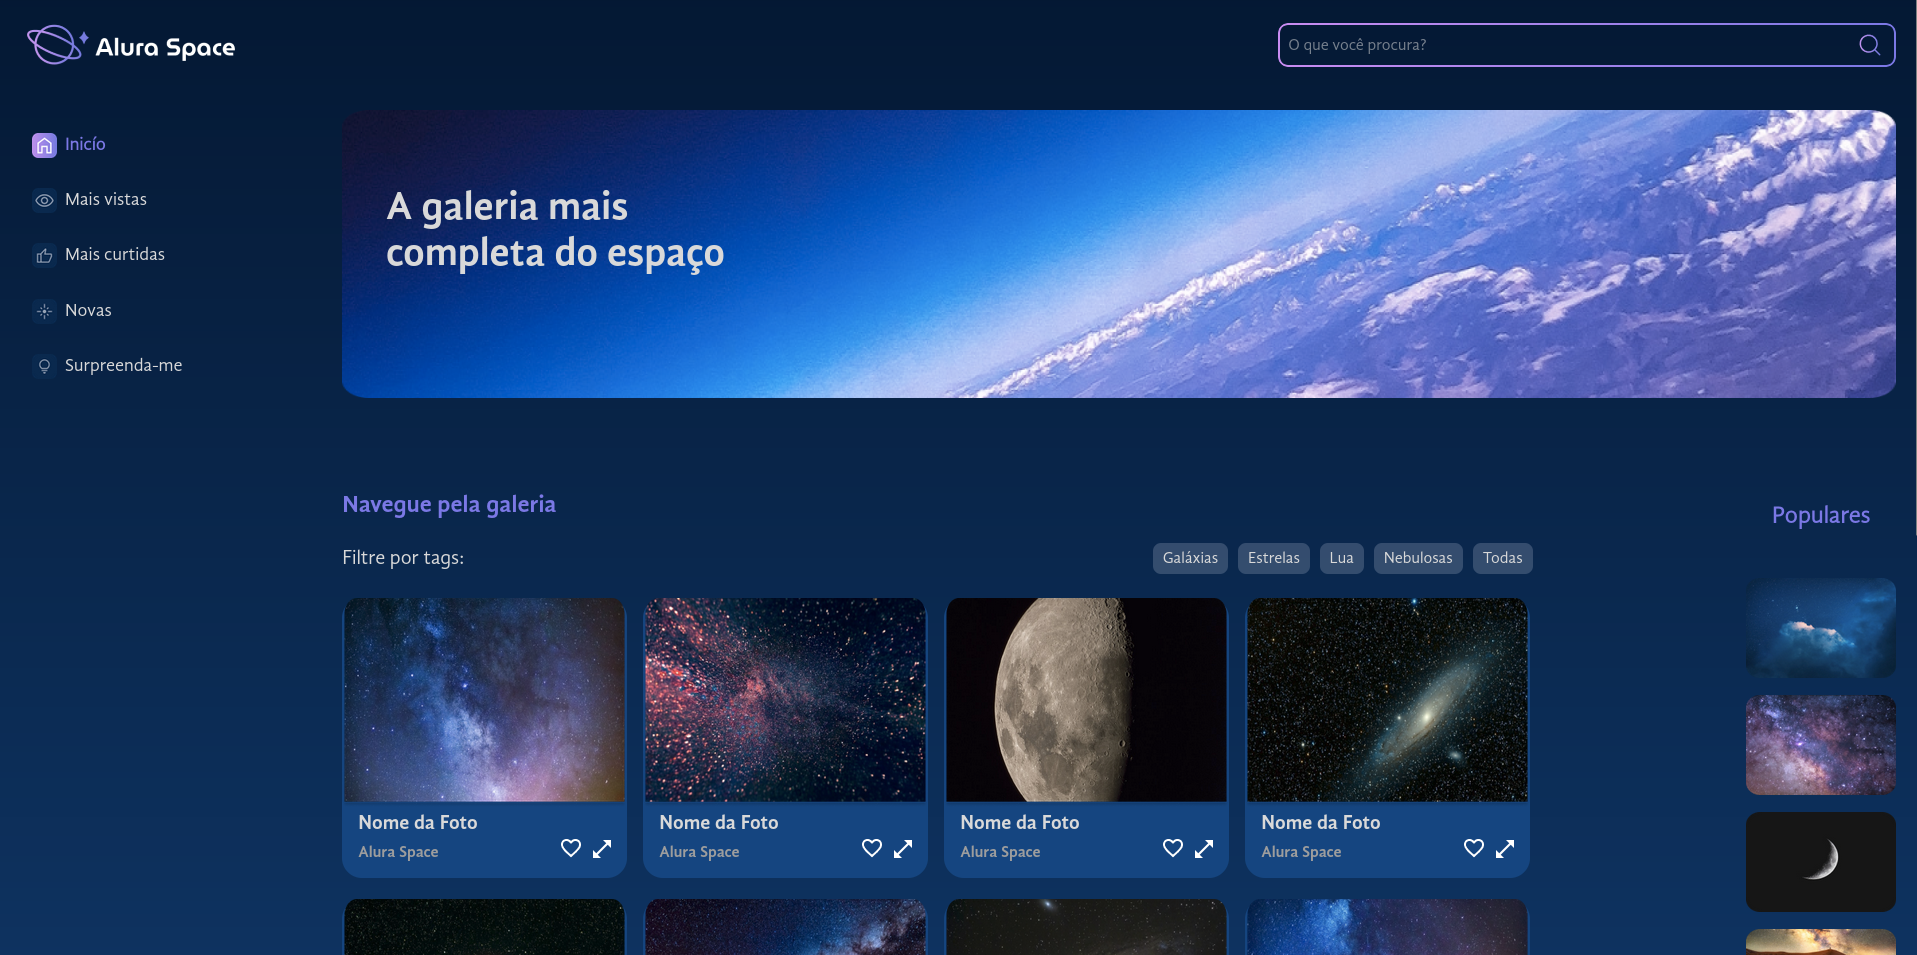 Alura Space
O que você procura?
Inicío
Mais vistas
Mais curtidas
Novas
Surpreenda-me
A galeria mais
completa do espaço
Navegue pela galeria
Populares
Filtre por tags:
Galáxias
Estrelas
Lua
Nebulosas
Todas
Nome da Foto
Alura Space
Nome da Foto
Alura Space
Nome da Foto
Alura Space
Nome da Foto
Alura Space